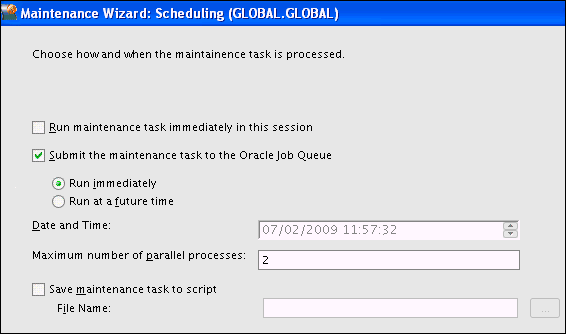 Maintenance Wizard: Scheduling (GLOBAL.GLOBAL)
Choose how and when the maintainence task is processed.
Run maintenance task immediately in this session
Submit the maintenance task to the Oracle Job Queue
Run immediately
Run at a future time
Date and Time: 07/02/2009 11:57:32
Maximum number of parallel processes: 2
Save maintenance task to script
File Name: ...